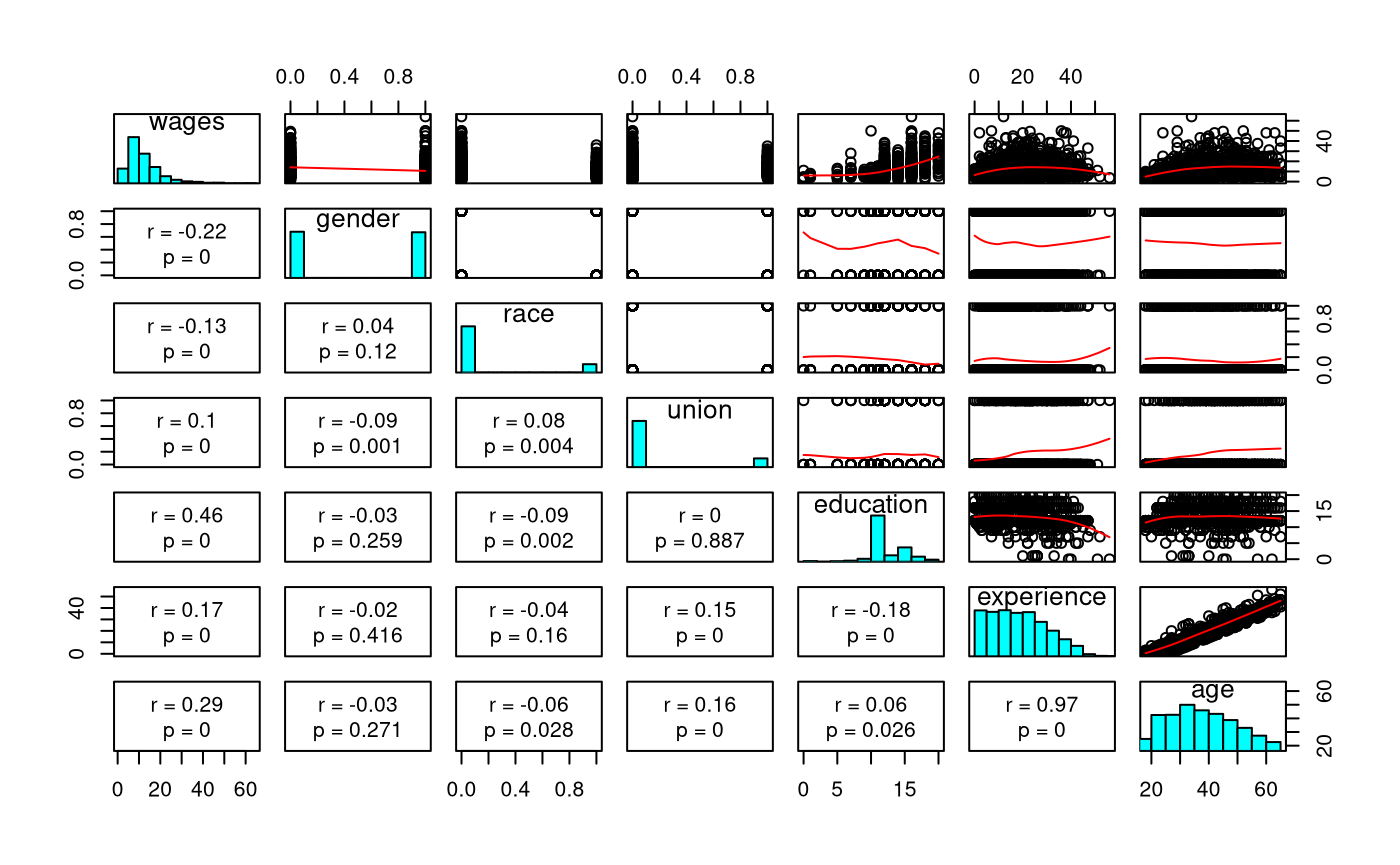 0.0 0.4 0.8 0.0 0.4 0.8 0 20 40
wages 0 40
0.0 0.8 r = -0.22 gender
p = 0
r = -0.13 r = 0.04 race 0.0 0.8
p = 0 p = 0.12
0.0 0.8 r = 0.1 r = -0.09 r = 0.08 union
p = 0 p = 0.001 p = 0.004
r = 0.46 r = -0.03 r = -0.09 r = 0 education 0 15
p = 0 p = 0.259 p = 0.002 p = 0.887
0 40 r = 0.17 r = -0.02 r = -0.04 r = 0.15 r = -0.18 experience
p = 0 p = 0.416 p = 0.16 p = 0 p = 0
r = 0.29 r = -0.03 r = -0.06 r = 0.16 r = 0.06 r = 0.97 age 20 60
p = 0 p = 0.271 p = 0.028 p = 0 p = 0.026 p = 0
0 20 40 60 0.0 0.4 0.8 0 5 15 20 40 60